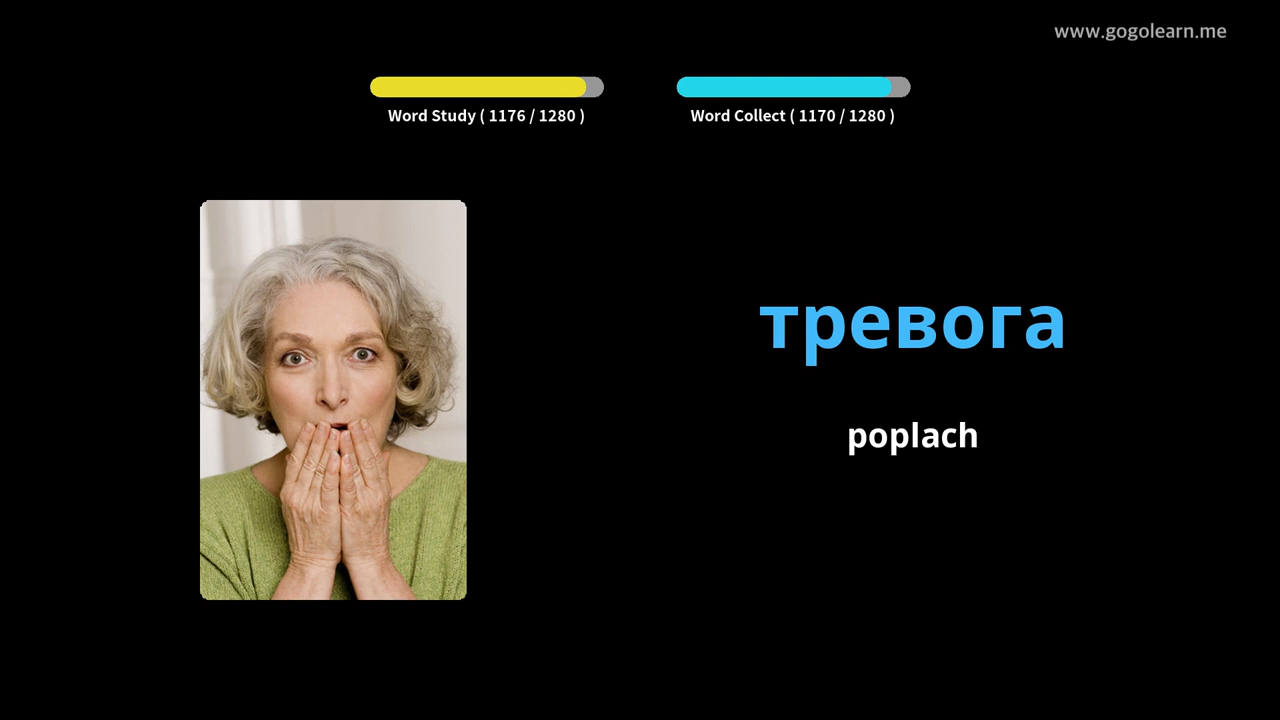 www.gogolearn.me
Word Study ( 1176 / 1280 )
Word Collect ( 1170 / 1280 )
тревога
poplach